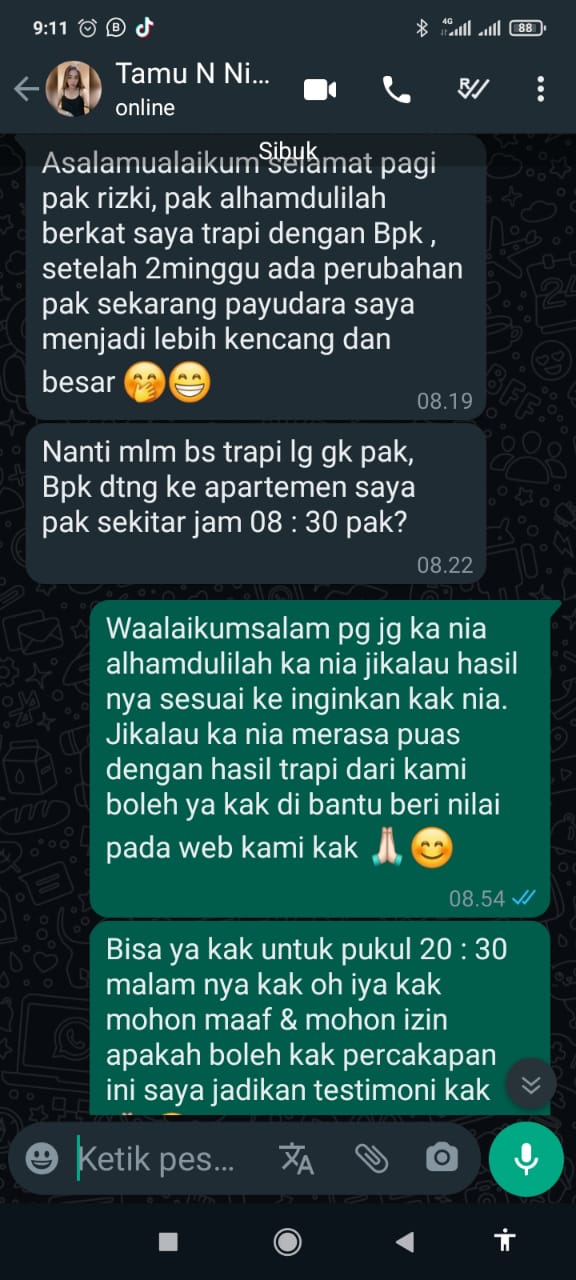 9:11
4G
88
Tamu N Ni...
online
Sibuk
Asalamualaikum selamat pagi
pak rizki, pak alhamdulilah
berkat saya trapi dengan Bpk ,
setelah 2minggu ada perubahan
pak sekarang payudara saya
menjadi lebih kencang dan
besar 🤭😁
08.19
Nanti mlm bs trapi lg gk pak,
Bpk dtng ke apartemen saya
pak sekitar jam 08 : 30 pak?
08.22
Waalaikumsalam pg jg ka nia
alhamdulilah ka nia jikalau hasil
nya sesuai ke inginkan kak nia.
Jikalau ka nia merasa puas
dengan hasil trapi dari kami
boleh ya kak di bantu beri nilai
pada web kami kak 🙏🏻😊
08.54
Bisa ya kak untuk pukul 20 : 30
malam nya kak oh iya kak
mohon maaf & mohon izin
apakah boleh kak percakapan
ini saya jadikan testimoni kak
Ketik pes...